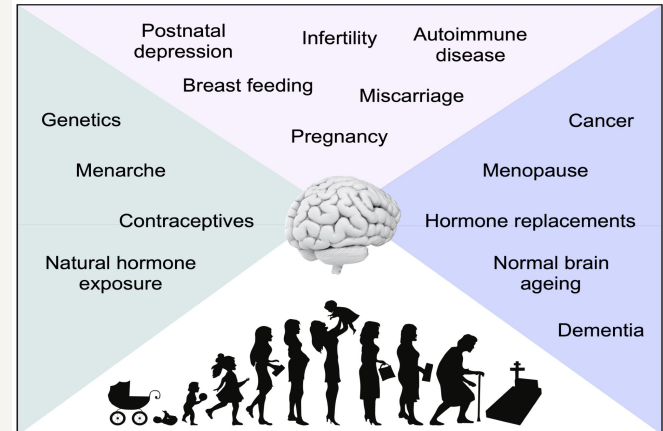 Postnatal
depression
Infertility
Autoimmune
disease
Breast feeding
Miscarriage
Pregnancy
Genetics
Menarche
Contraceptives
Natural hormone
exposure
Cancer
Menopause
Hormone replacements
Normal brain
ageing
Dementia